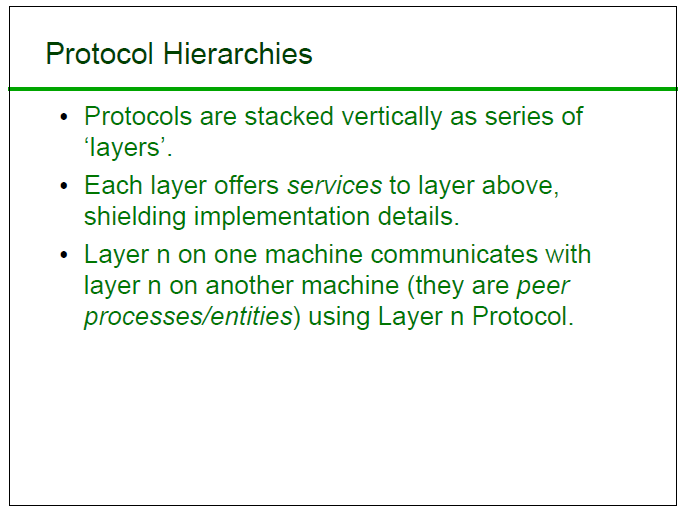 Protocol Hierarchies
• Protocols are stacked vertically as series of
‘layers’.
• Each layer offers services to layer above,
shielding implementation details.
• Layer n on one machine communicates with
layer n on another machine (they are peer
processes/entities) using Layer n Protocol.